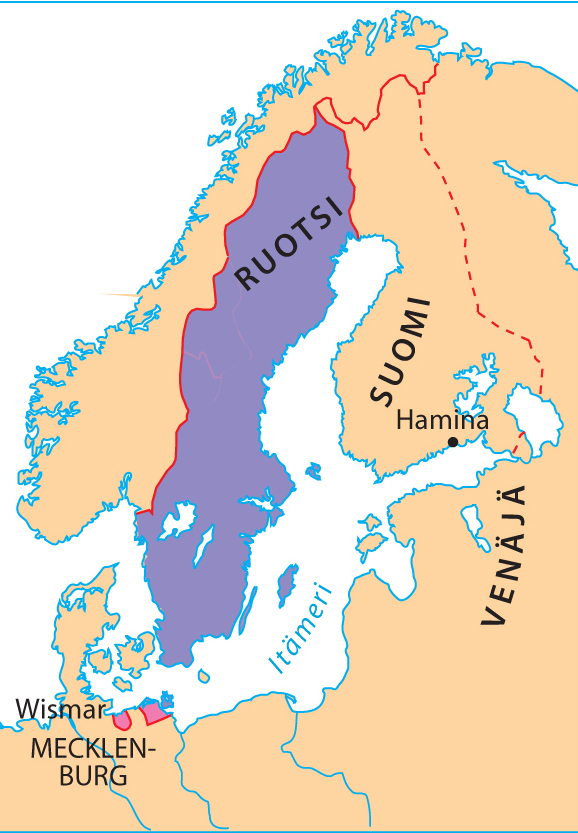 RUOTSI
SUOMI
Hamina
VENÄJÄ
Itämeri
Wismar
MECKLEN-
BURG